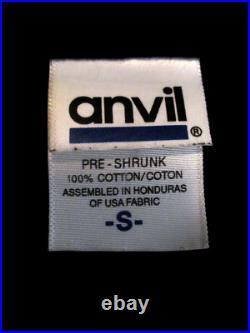 anvil®
PRE-SHRUNK
100% COTTON/COTON
ASSEMBLED IN HONDURAS
OF USA FABRIC
-S-